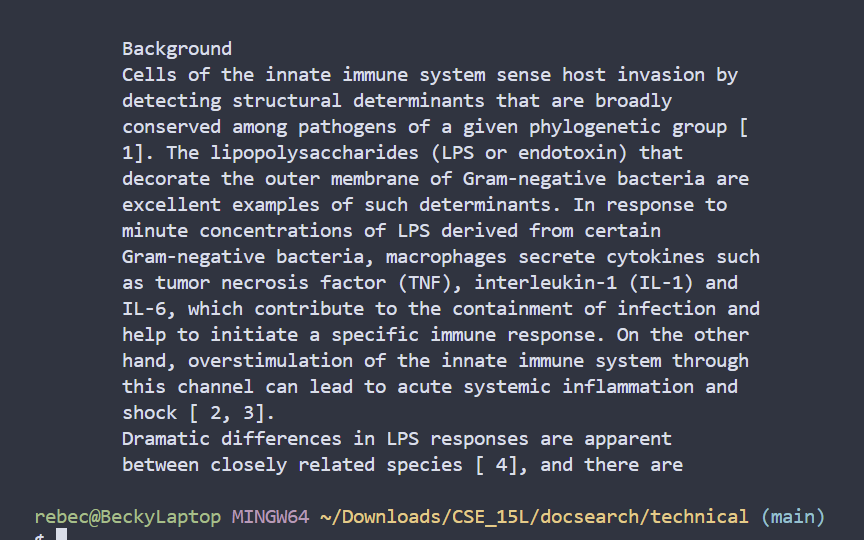 Background
Cells of the innate immune system sense host invasion by
detecting structural determinants that are broadly
conserved among pathogens of a given phylogenetic group [
1]. The lipopolysaccharides (LPS or endotoxin) that
decorate the outer membrane of Gram-negative bacteria are
excellent examples of such determinants. In response to
minute concentrations of LPS derived from certain
Gram-negative bacteria, macrophages secrete cytokines such
as tumor necrosis factor (TNF), interleukin-1 (IL-1) and
IL-6, which contribute to the containment of infection and
help to initiate a specific immune response. On the other
hand, overstimulation of the innate immune system through
this channel can lead to acute systemic inflammation and
shock [ 2, 3].
Dramatic differences in LPS responses are apparent
between closely related species [ 4], and there are
rebec@BeckyLaptop MINGW64 ~/Downloads/CSE_15L/docsearch/technical (main)
$